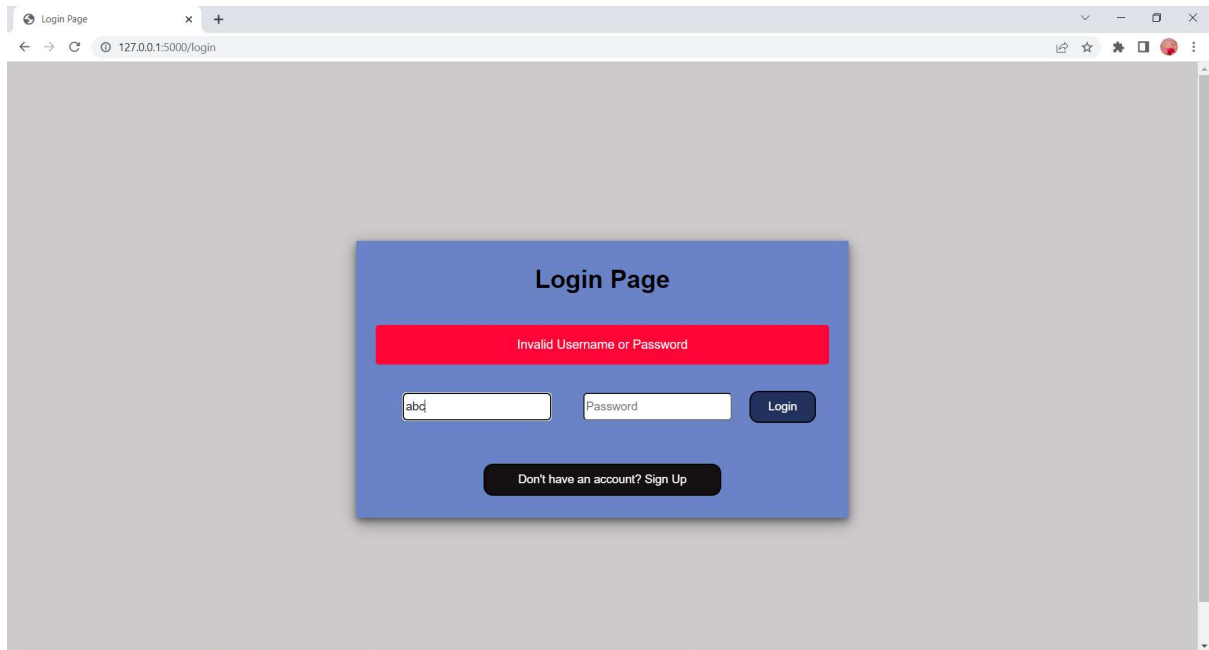 Login Page
127.0.0.1:5000/login
Login Page
Invalid Username or Password
abc
Password
Login
Don't have an account? Sign Up